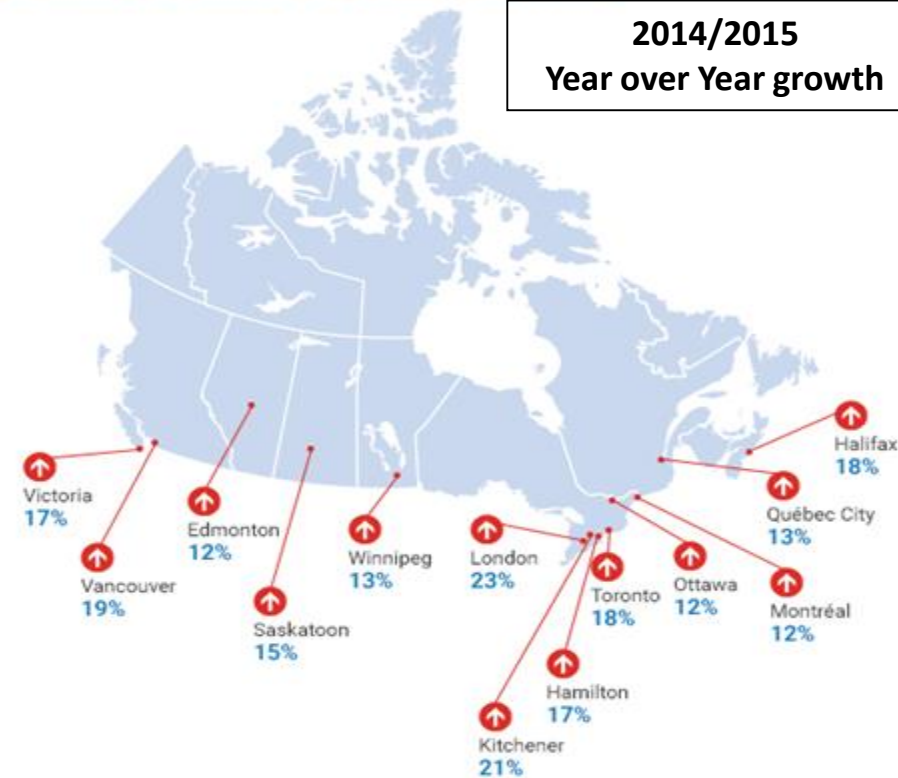 2014/2015
Year over Year growth
Halifax
18%
Victoria
17%
Québec City
13%
Edmonton
12%
Winnipeg
13%
London
23%
Vancouver
19%
Toronto
18%
Ottawa
12%
Montréal
12%
Saskatoon
15%
Hamilton
17%
Kitchener
21%